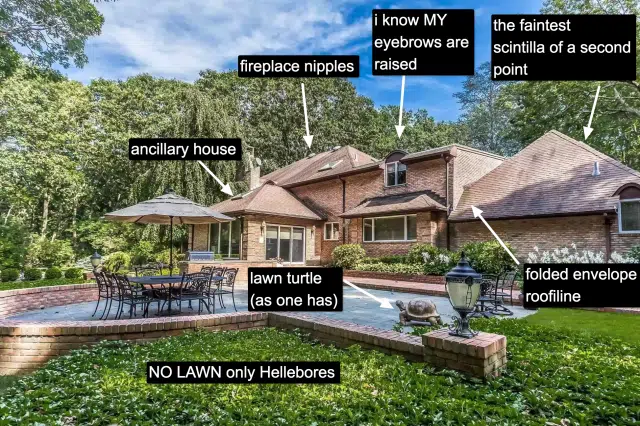 i know MY
eyebrows are
raised
the faintest
scintilla of a second
point
fireplace nipples
ancillary house
lawn turtle
(as one has)
folded envelope
roofiline
NO LAWN only Hellebores